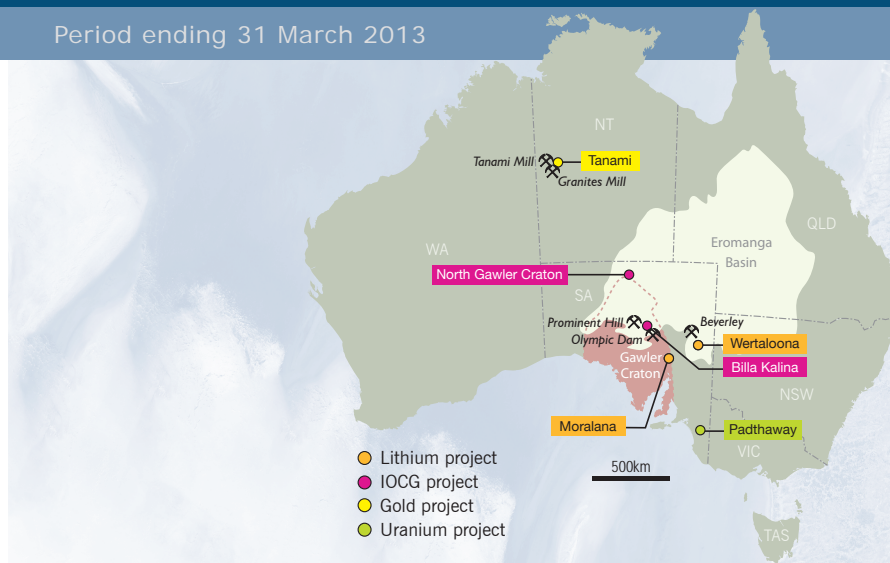 Period ending 31 March 2013
NT
Tanami Mill
Tanami
Granites Mill
QLD
WA
Eromanga
Basin
North Gawler Craton
SA
Prominent Hill
Beverley
Olympic Dam
Wertaloona
Gawler
Craton
Billa Kalina
NSW
Moralana
Padthaway
VIC
Lithium project
500km
IOCG project
Gold project
Uranium project
TAS